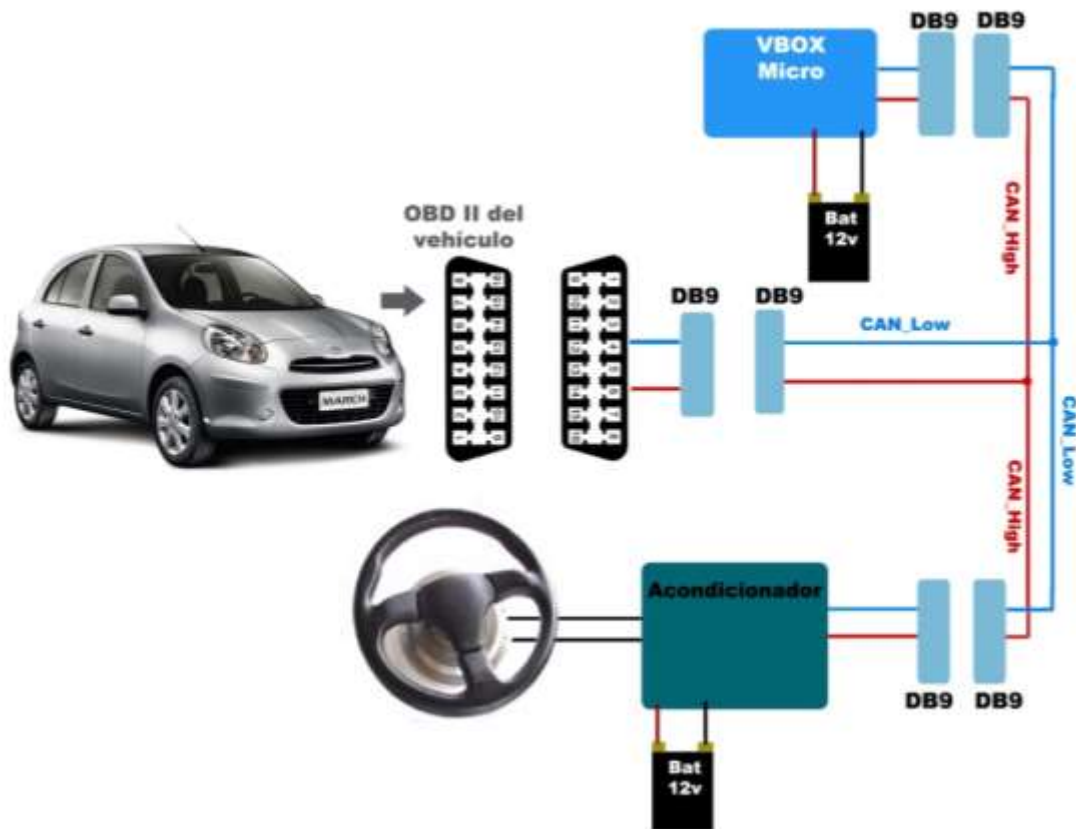 DB9
DB9
VBOX
Micro
Bat
12v
CAN_High
OBD II del
vehículo
DB9
DB9
CAN_Low
MARCH
CAN_Low
CAN_High
Acondicionador
DB9
DB9
Bat
12v